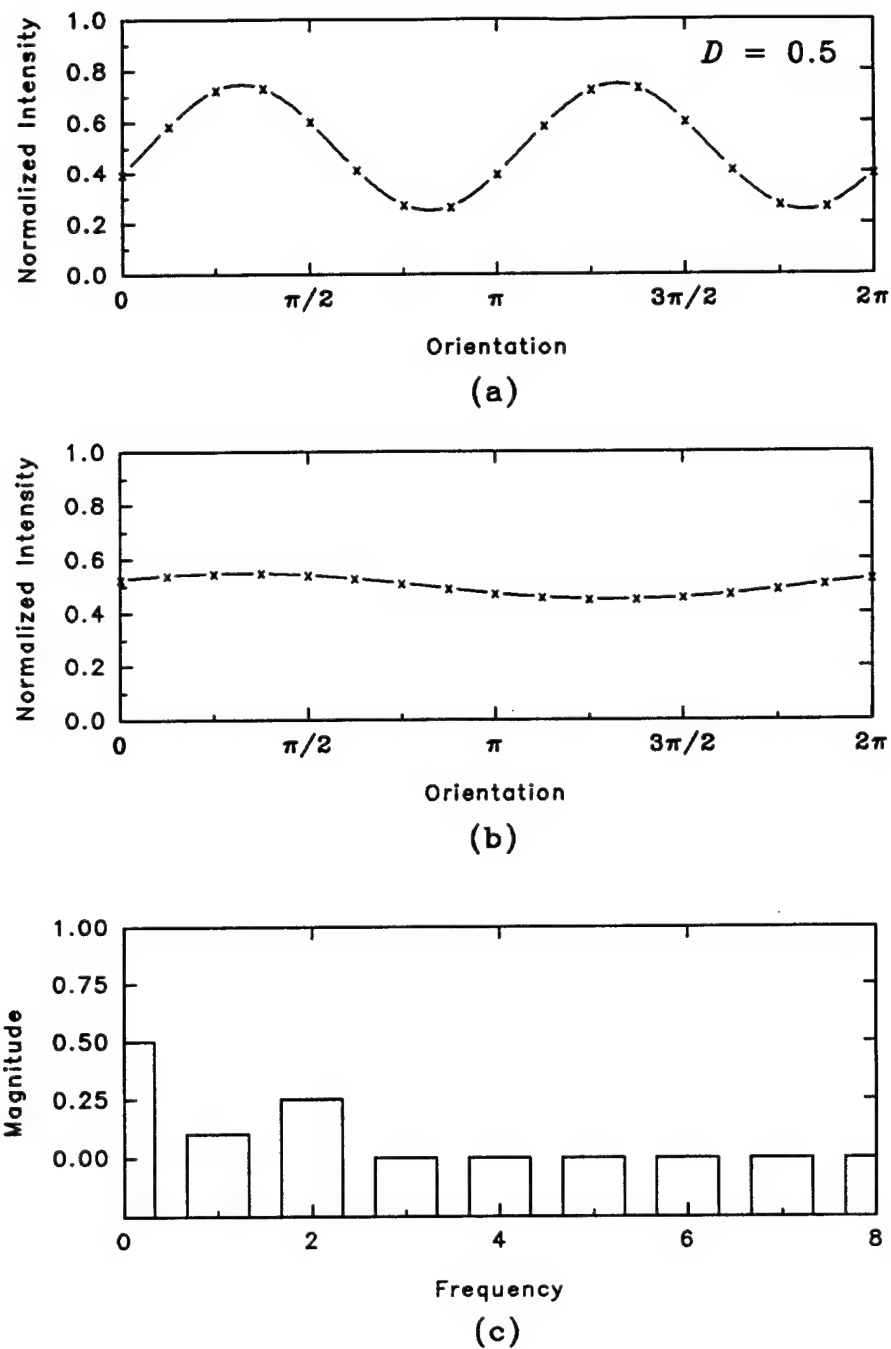 1.0
D = 0.5
0.8
0.6
0.4
0.2
0.0
Normalized Intensity
0 π/2 π 3π/2 2π
Orientation
(a)
1.0
0.8
0.6
0.4
0.2
0.0
Normalized Intensity
0 π/2 π 3π/2 2π
Orientation
(b)
1.00
0.75
0.50
0.25
0.00
Magnitude
0 2 4 6 8
Frequency
(c)